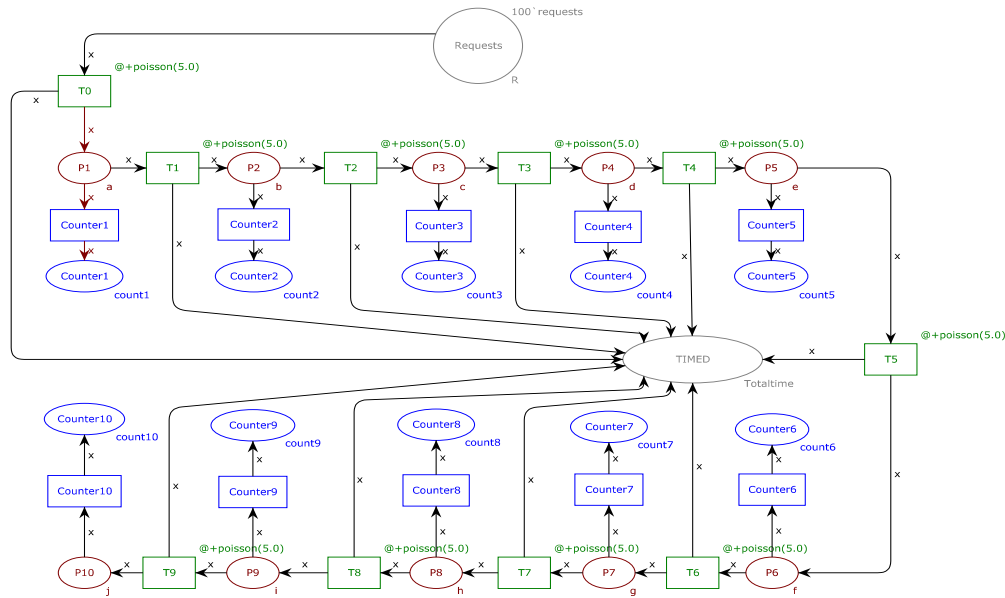 100`requests
Requests
R
x
@+poisson(5.0)
T0
x
x
@+poisson(5.0)
@+poisson(5.0)
@+poisson(5.0)
@+poisson(5.0)
P1
x
T1
x
P2
x
T2
x
P3
x
T3
x
P4
x
T4
x
P5
a
b
c
d
e
x
x
x
x
x
Counter1
Counter2
Counter3
Counter4
Counter5
x
x
x
x
x
x
x
x
x
x
Counter1
Counter2
Counter3
Counter4
Counter5
count1
count2
count3
count4
count5
@+poisson(5.0)
x
TIMED
T5
Totaltime
Counter10
Counter9
Counter8
Counter7
Counter6
count10
count9
count8
count7
count6
x
x
x
x
x
x
x
x
x
x
Counter10
Counter9
Counter8
Counter7
Counter6
x
x
x
x
x
@+poisson(5.0)
@+poisson(5.0)
@+poisson(5.0)
@+poisson(5.0)
P10
x
T9
x
P9
x
T8
x
P8
x
T7
x
P7
x
T6
x
P6
j
i
h
g
f